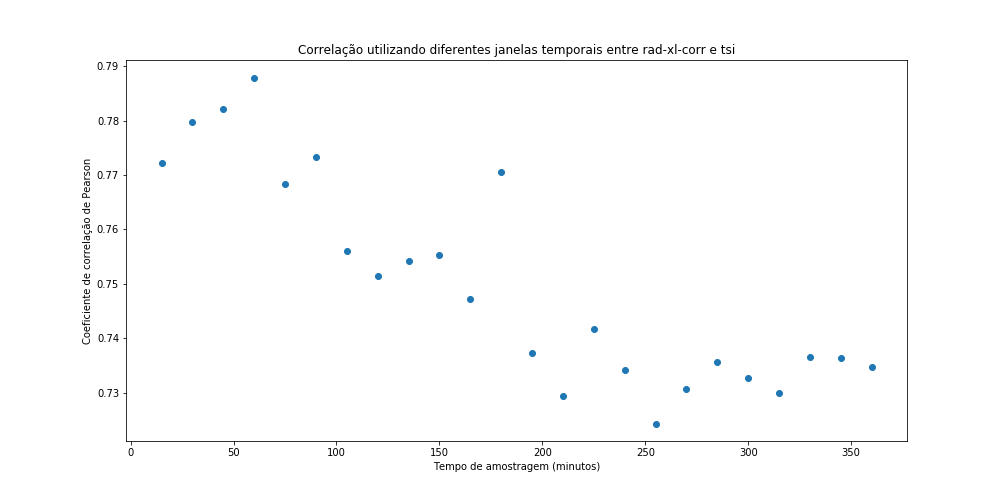 Correlação utilizando diferentes janelas temporais entre rad-xl-corr e tsi
0.79
0.78
0.77
0.76
0.75
0.74
0.73
Coeficiente de correlação de Pearson
0 50 100 150 200 250 300 350
Tempo de amostragem (minutos)